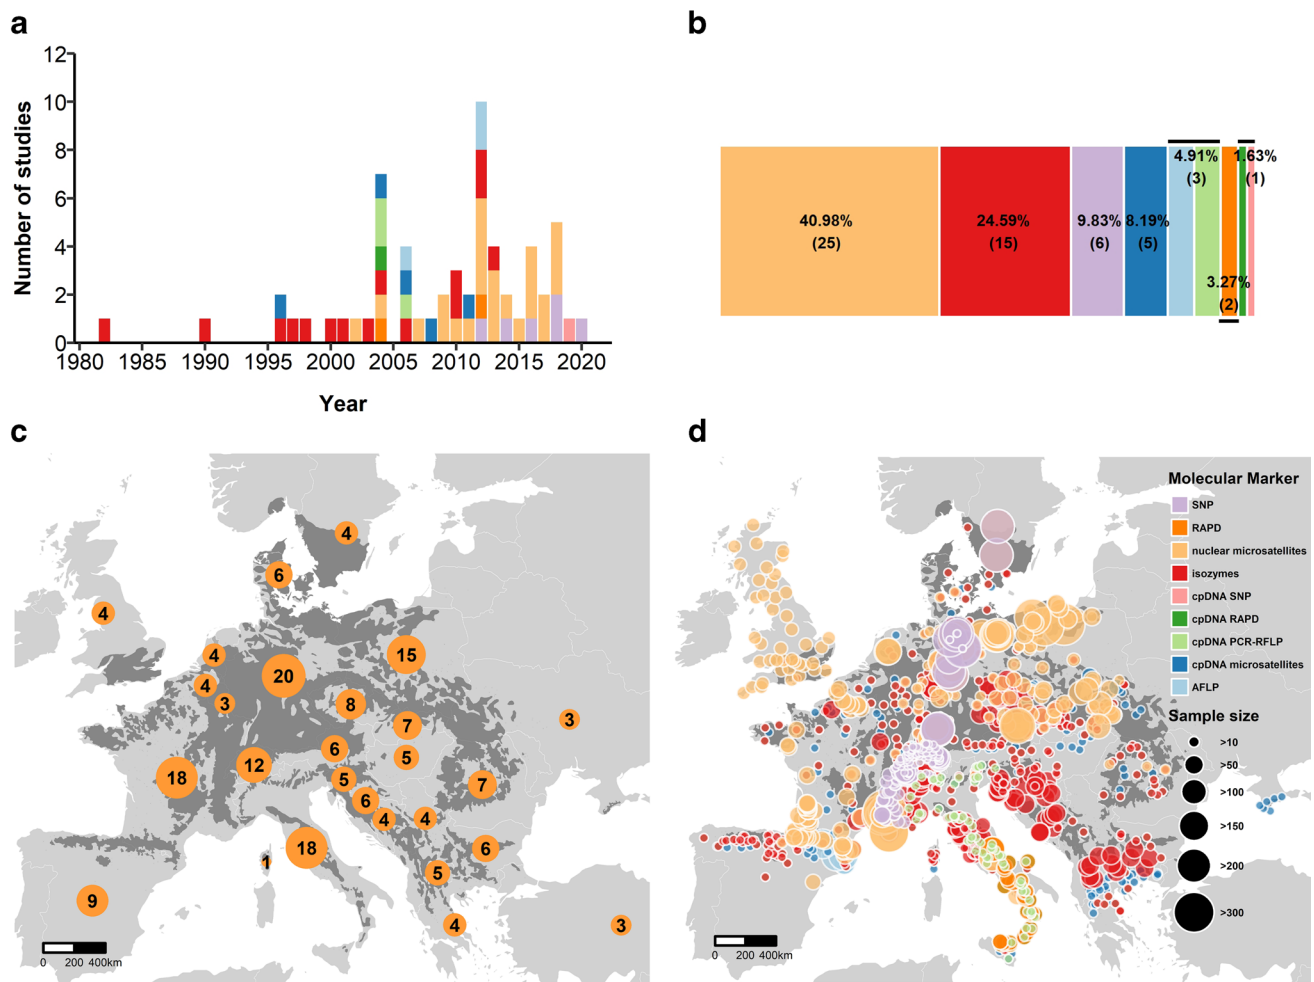 a
Number of studies
12
10
8
6
4
2
0
1980 1985 1990 1995 2000 2005 2010 2015 2020
Year
b
40.98%
(25)
24.59%
(15)
9.83%
(6)
8.19%
(5)
4.91%
(3)
3.27%
(2)
1.63%
(1)
c
4
6
4
4
15
20
4
3
8
7
3
6
5
12
18
5
7
6
4
4
18
1
6
5
9
4
3
0 200 400km
d
Molecular Marker
SNP
RAPD
nuclear microsatellites
isozymes
cpDNA SNP
cpDNA RAPD
cpDNA PCR-RFLP
cpDNA microsatellites
AFLP
Sample size
>10
>50
>100
>150
>200
>300
0 200 400km